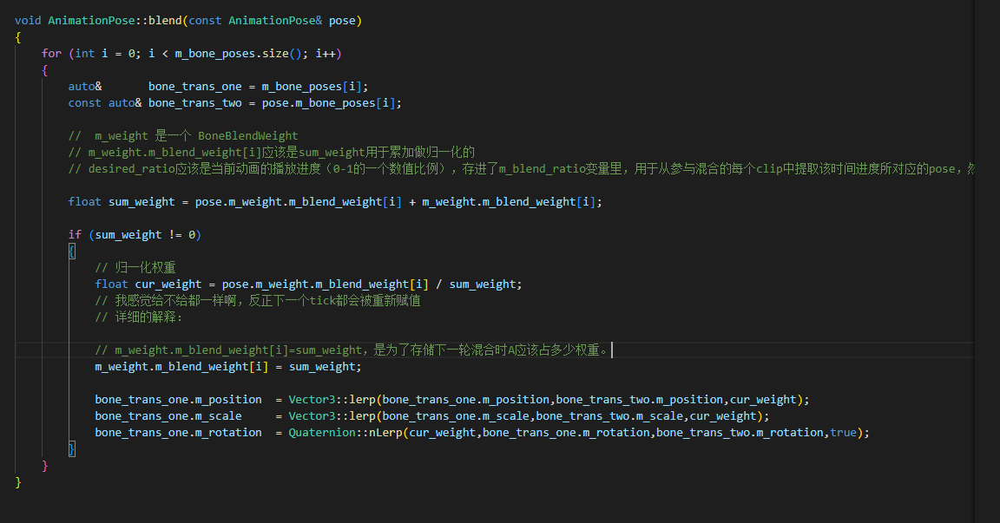 void AnimationPose::blend(const AnimationPose& pose)
{
for (int i = 0; i < m_bone_poses.size(); i++)
{
auto& bone_trans_one = m_bone_poses[i];
const auto& bone_trans_two = pose.m_bone_poses[i];
// m_weight 是一个 BoneBlendWeight
// m_weight.m_blend_weight[i]应该是sum_weight用于累加做归一化的
// desired_ratio应该是当前动画的播放进度（0-1的一个数值比例），存进了m_blend_ratio变量里，用于从参与混合的每个clip中提取该时间进度所对应的pose，
float sum_weight = pose.m_weight.m_blend_weight[i] + m_weight.m_blend_weight[i];
if (sum_weight != 0)
{
// 归一化权重
float cur_weight = pose.m_weight.m_blend_weight[i] / sum_weight;
// 我感觉给不给都一样啊，反正下一个tick都会被重新赋值
// 详细的解释：
// m_weight.m_blend_weight[i]=sum_weight，是为了存储下一轮混合时A应该占多少权重。
m_weight.m_blend_weight[i] = sum_weight;
bone_trans_one.m_position = Vector3::lerp(bone_trans_one.m_position,bone_trans_two.m_position,cur_weight);
bone_trans_one.m_scale = Vector3::lerp(bone_trans_one.m_scale,bone_trans_two.m_scale,cur_weight);
bone_trans_one.m_rotation = Quaternion::nLerp(cur_weight,bone_trans_one.m_rotation,bone_trans_two.m_rotation,true);
}
}
}